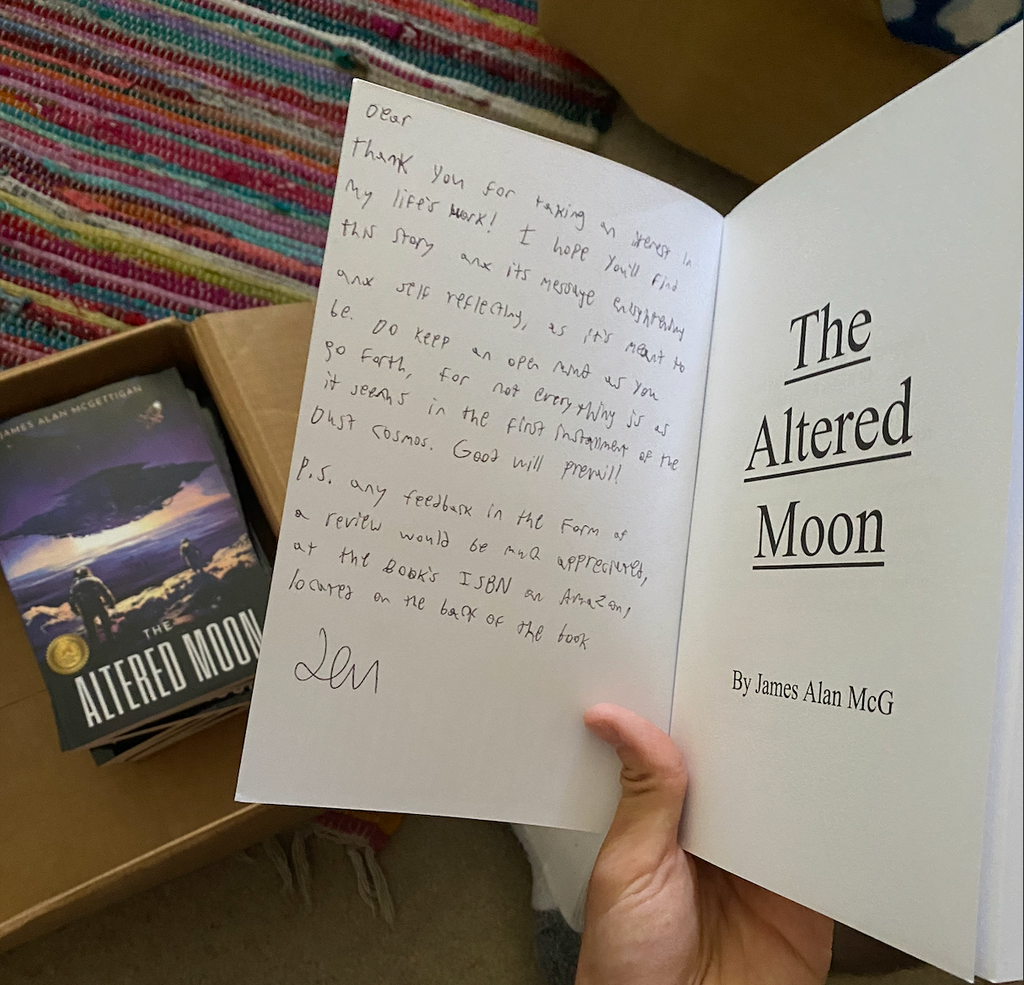 Dear
Thank you for taking an iterest in
my life's work! I hope you'll find
this story and its message enlightening
and self reflecting, as it's meant to
be. Do keep an open mind as you
go forth, for not everything is as
it seems in the first installment of the
Dust Cosmos. Good will prevail!
P.S. any feedback in the form of
a review would be much appreciated,
at the book's ISBN on Amazon,
located on the back of the book
The
Altered
Moon
By James Alan McG
JAMES ALAN MCGETTIGAN
THE
ALTERED MOON